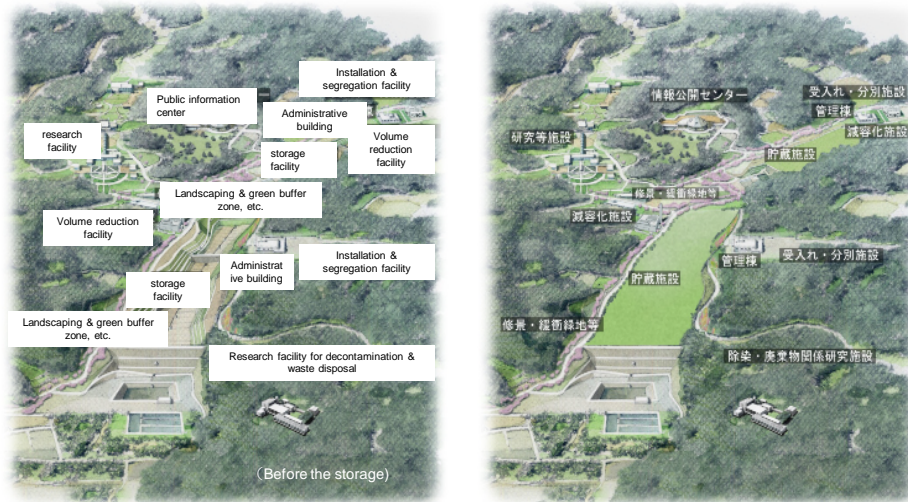 Installation &
segregation facility
Public information
center
Administrative
building
research
facility
Volume
reduction
facility
storage
facility
Landscaping & green buffer
zone, etc.
Volume reduction
facility
Administrat
ive building
Installation &
segregation facility
storage
facility
Landscaping & green buffer
zone, etc.
Research facility for decontamination &
waste disposal
（Before the storage)
情報公開センター
受入れ・分別施設
管理棟
減容化施設
研究等施設
貯蔵施設
修景・緩衝緑地等
減容化施設
管理棟
受入れ・分別施設
貯蔵施設
修景・緩衝緑地等
除染・廃棄物関係研究施設